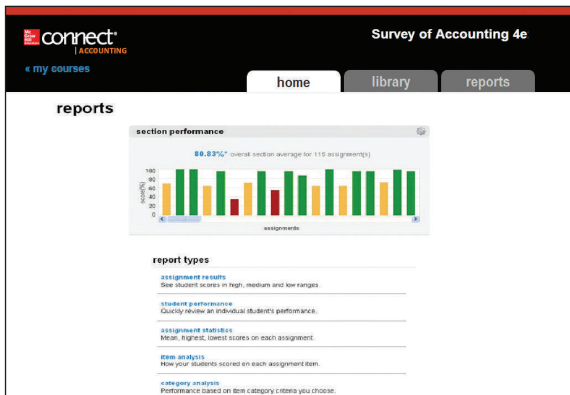 Mc Graw Hill Education
connect®
ACCOUNTING
Survey of Accounting 4e
« my courses
home library reports
reports
section performance
80.83%* overall section average for 115 assignment(s)
score(%)
100
80
60
40
20
0
assignments
report types
assignment results
See student scores in high, medium and low ranges.
student performance
Quickly review an individual student's performance.
assignment statistics
Mean, highest, lowest scores on each assignment.
item analysis
How your students scored on each assignment item.
category analysis
Performance based on item category criteria you choose.